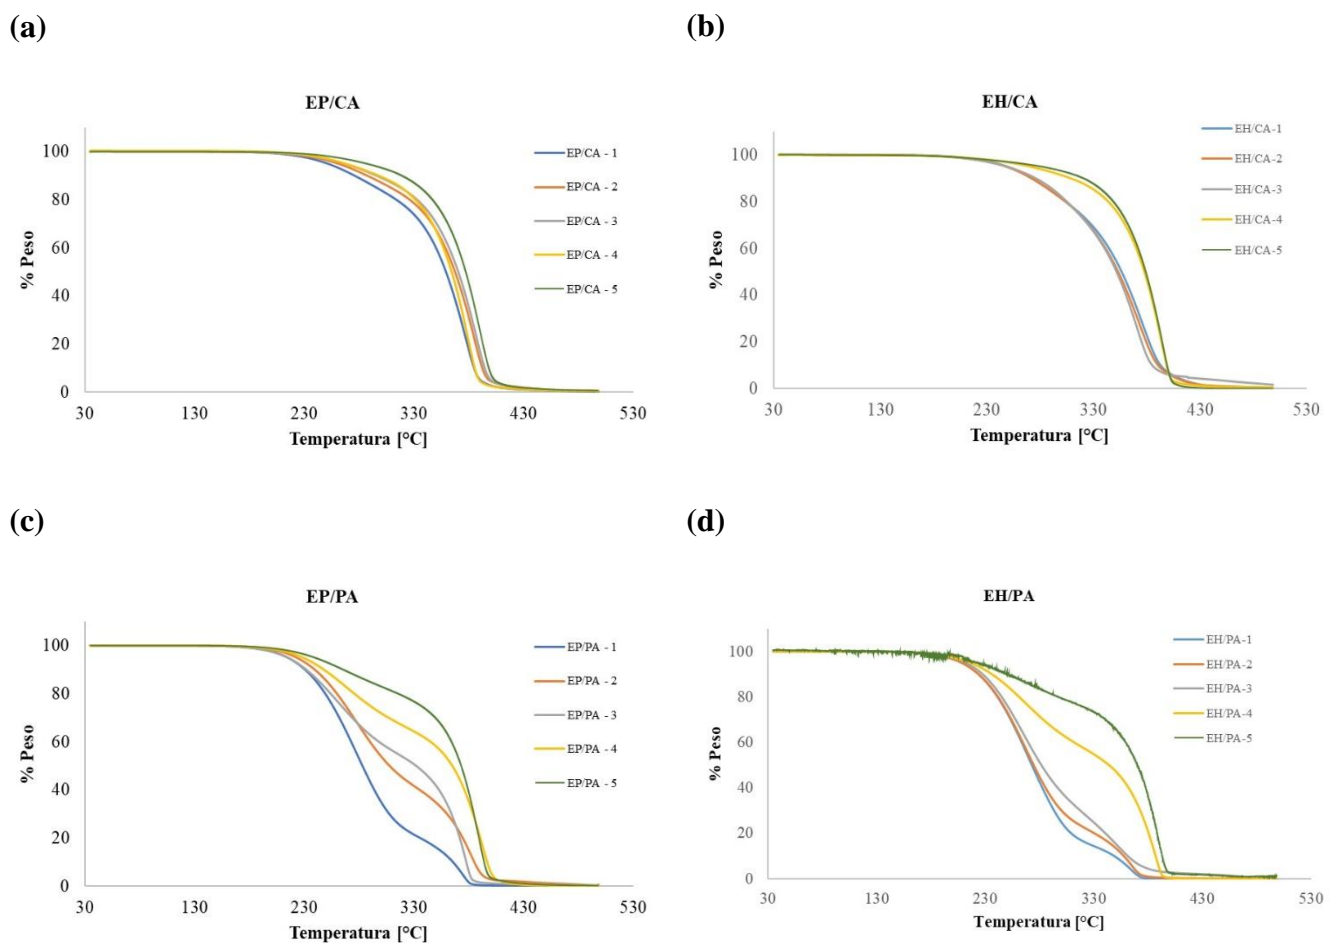 (a)
EP/CA
% Peso
100
80
60
40
20
0
30 130 230 330 430 530
Temperatura [°C]
EP/CA - 1
EP/CA - 2
EP/CA - 3
EP/CA - 4
EP/CA - 5
(b)
EH/CA
% Peso
100
80
60
40
20
0
30 130 230 330 430 530
Temperatura [°C]
EH/CA-1
EH/CA-2
EH/CA-3
EH/CA-4
EH/CA-5
(c)
EP/PA
% Peso
100
80
60
40
20
0
30 130 230 330 430 530
Temperatura [°C]
EP/PA - 1
EP/PA - 2
EP/PA - 3
EP/PA - 4
EP/PA - 5
(d)
EH/PA
% Peso
100
80
60
40
20
0
30 130 230 330 430 530
Temperatura [°C]
EH/PA-1
EH/PA-2
EH/PA-3
EH/PA-4
EH/PA-5